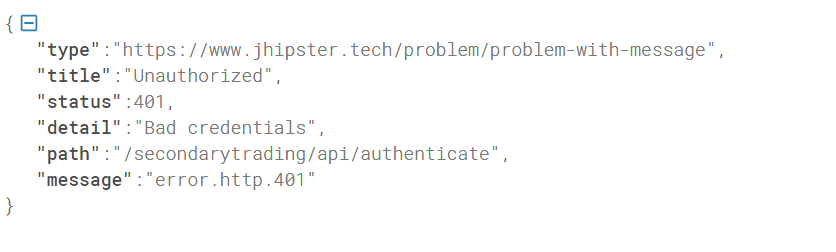 {
"type":"https://www.jhipster.tech/problem/problem-with-message",
"title":"Unauthorized",
"status":401,
"detail":"Bad credentials",
"path":"/secondarytrading/api/authenticate",
"message":"error.http.401"
}